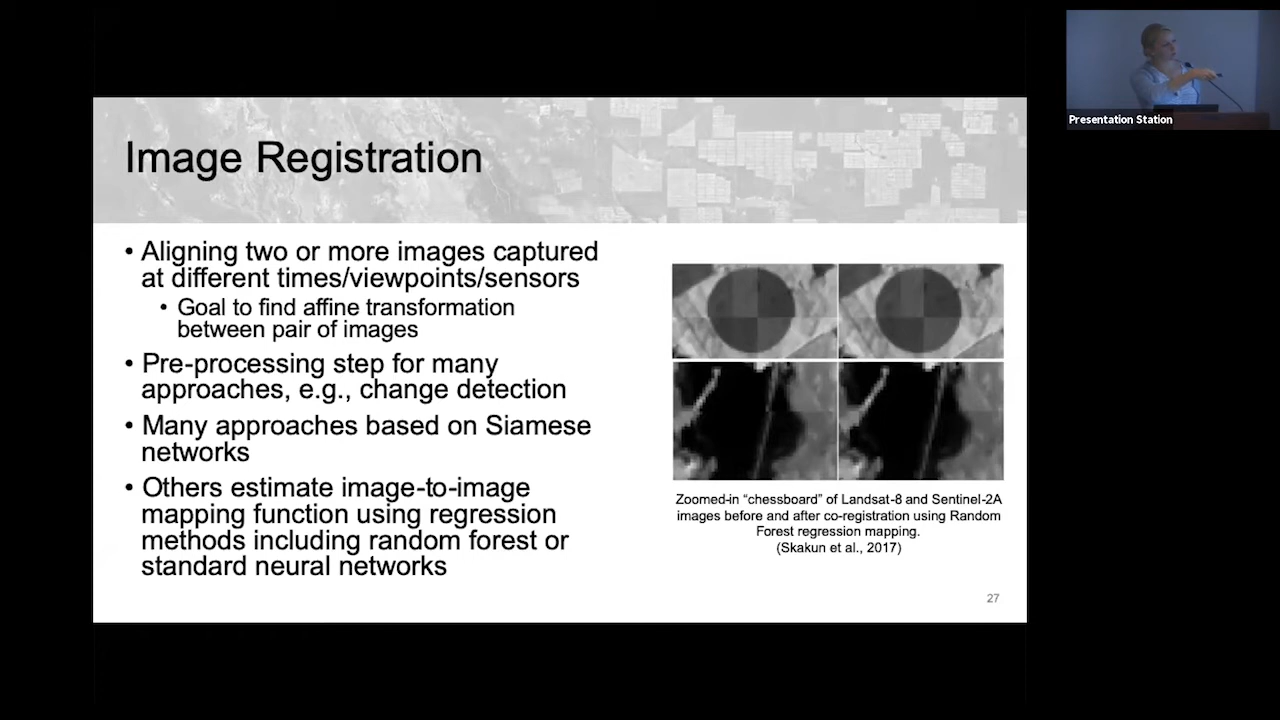 Image Registration
• Aligning two or more images captured
at different times/viewpoints/sensors
• Goal to find affine transformation
between pair of images
• Pre-processing step for many
approaches, e.g., change detection
• Many approaches based on Siamese
networks
• Others estimate image-to-image
mapping function using regression
methods including random forest or
standard neural networks
Zoomed-in “chessboard” of Landsat-8 and Sentinel-2A
images before and after co-registration using Random
Forest regression mapping.
(Skakun et al., 2017)
27
Presentation Station